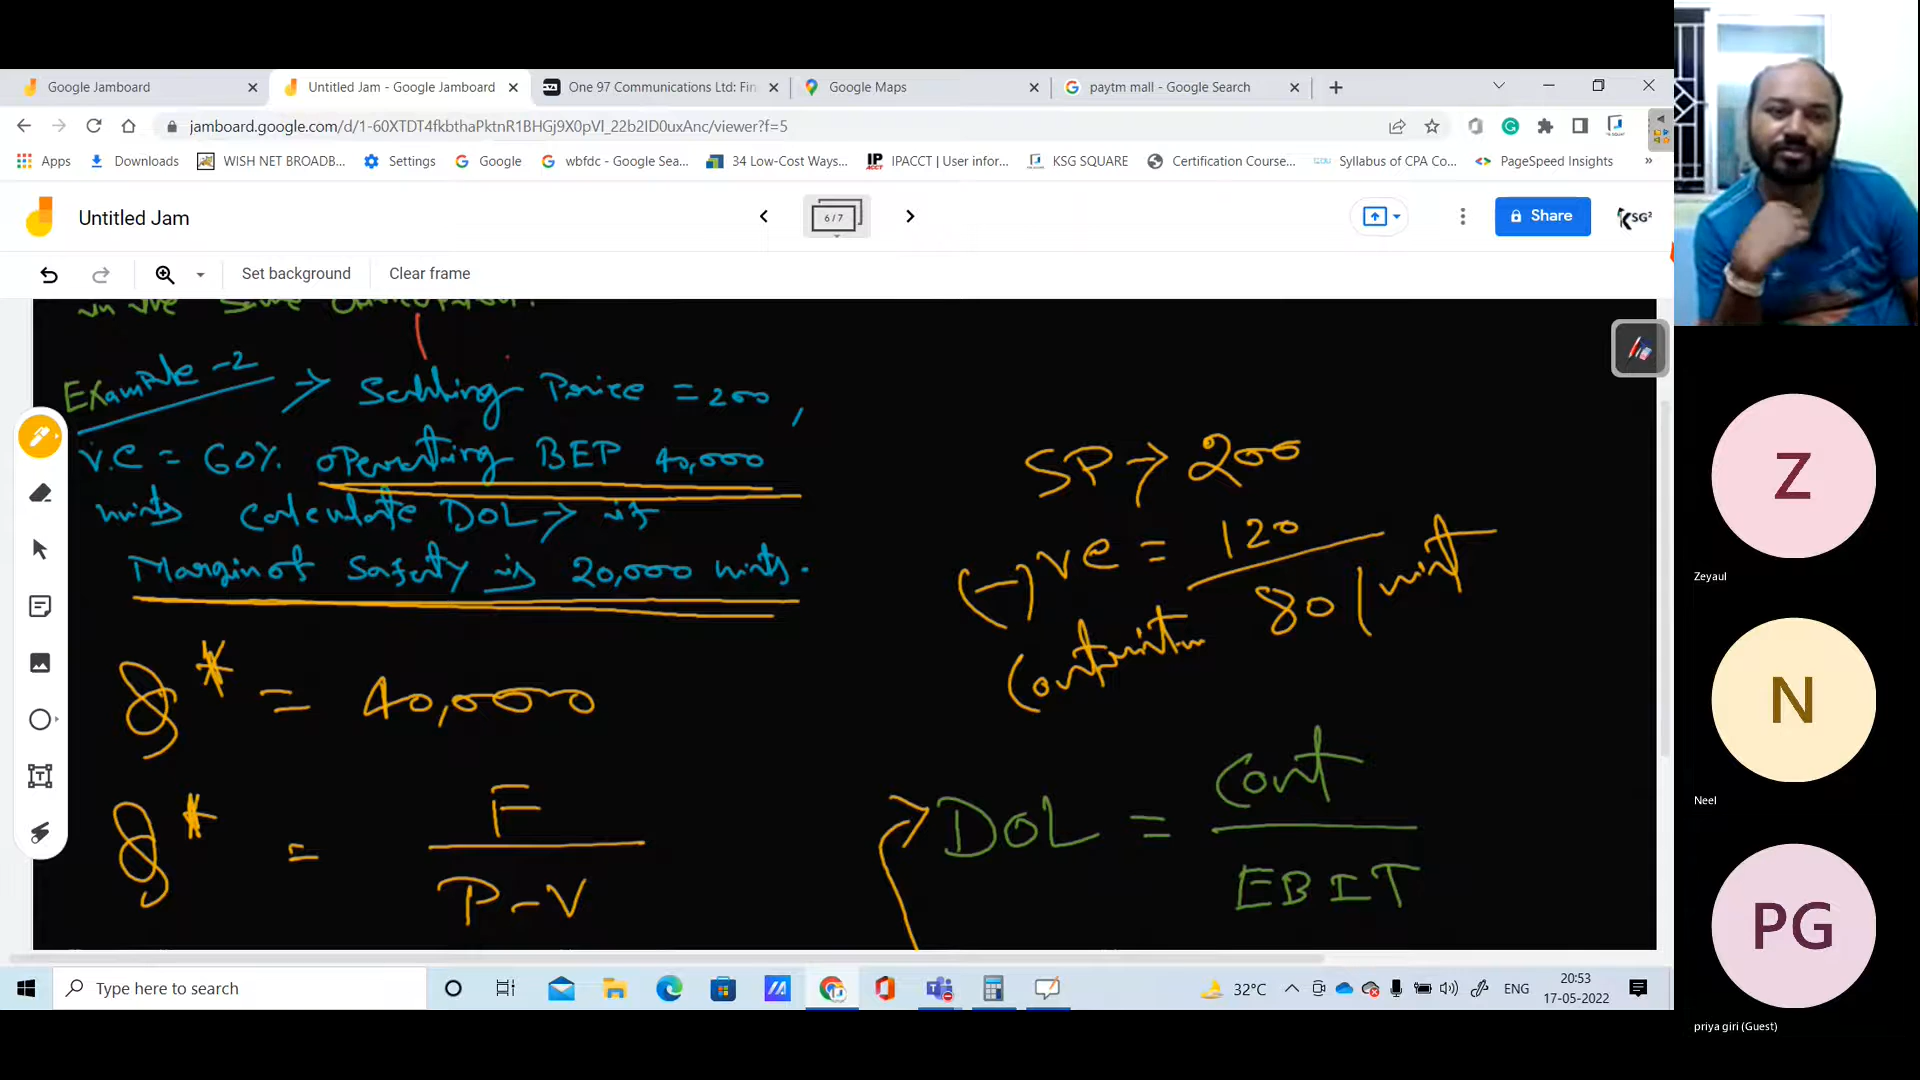 Google Jamboard
Untitled Jam - Google Jamboard
One 97 Communications Ltd: Fin
Google Maps
paytm mall - Google Search
jamboard.google.com/d/1-60XTDT4fkbthaPktnR1BHGj9X0pVl_22b2ID0uxAnc/viewer?f=5
Apps
Downloads
WISH NET BROADB...
Settings
Google
wbfdc - Google Sea...
34 Low-Cost Ways...
IPACCT | User infor...
KSG SQUARE
Certification Course...
Syllabus of CPA Co...
PageSpeed Insights
»
Untitled Jam
6 / 7
Share
KSG²
Set background
Clear frame
Example -2 → Selling Price = 200,
V.C = 60% operating BEP 40,000
units calculate DOL → if
Margin of Safety is 20,000 units.
Q* = 40,000
Q* = F
P - V
SP → 200
(-) VC = 120
80 / unit
DOL = Cont
EBIT
Z
Zeyaul
N
Neel
PG
priya giri (Guest)
Type here to search
32°C
ENG
20:53
17-05-2022